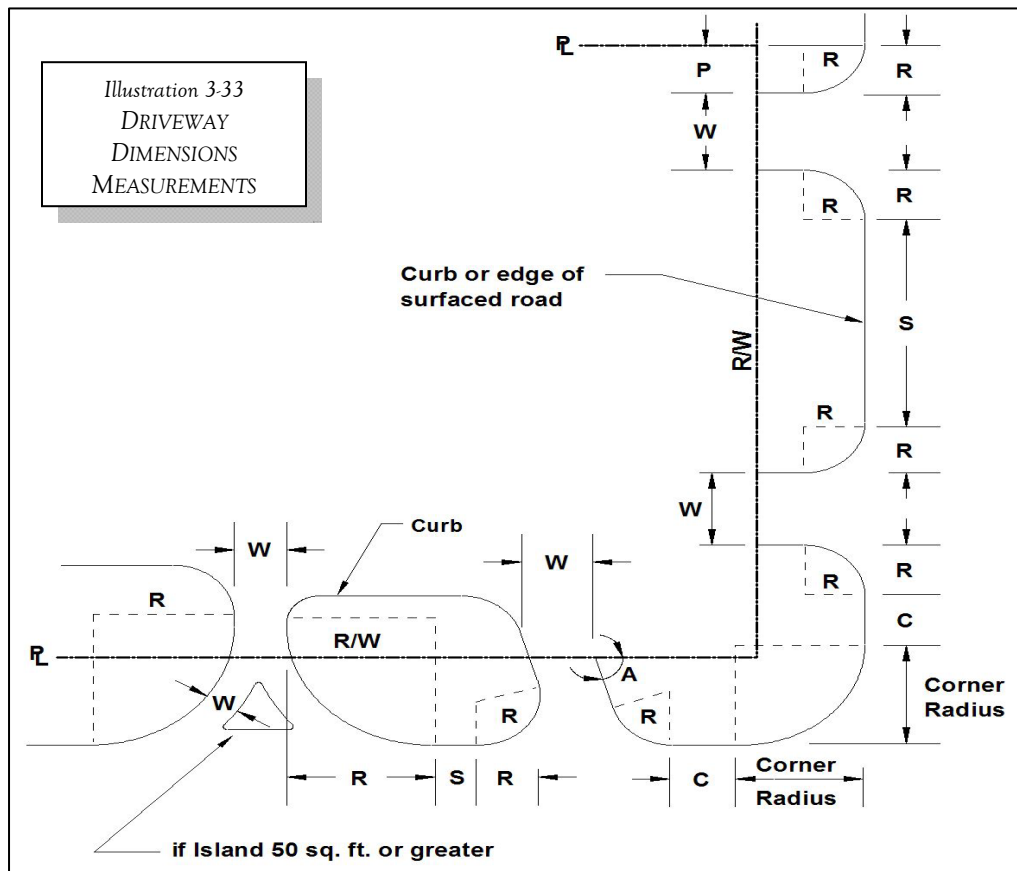 Illustration 3-33
DRIVEWAY
DIMENSIONS
MEASUREMENTS
PL
P
R
R
W
R
R
Curb or edge of
surfaced road
S
R/W
R
R
W
Curb
W
W
R
R
R
R/W
C
PL
A
W
R
R
Corner
Radius
R
S
R
C
Corner
Radius
if Island 50 sq. ft. or greater